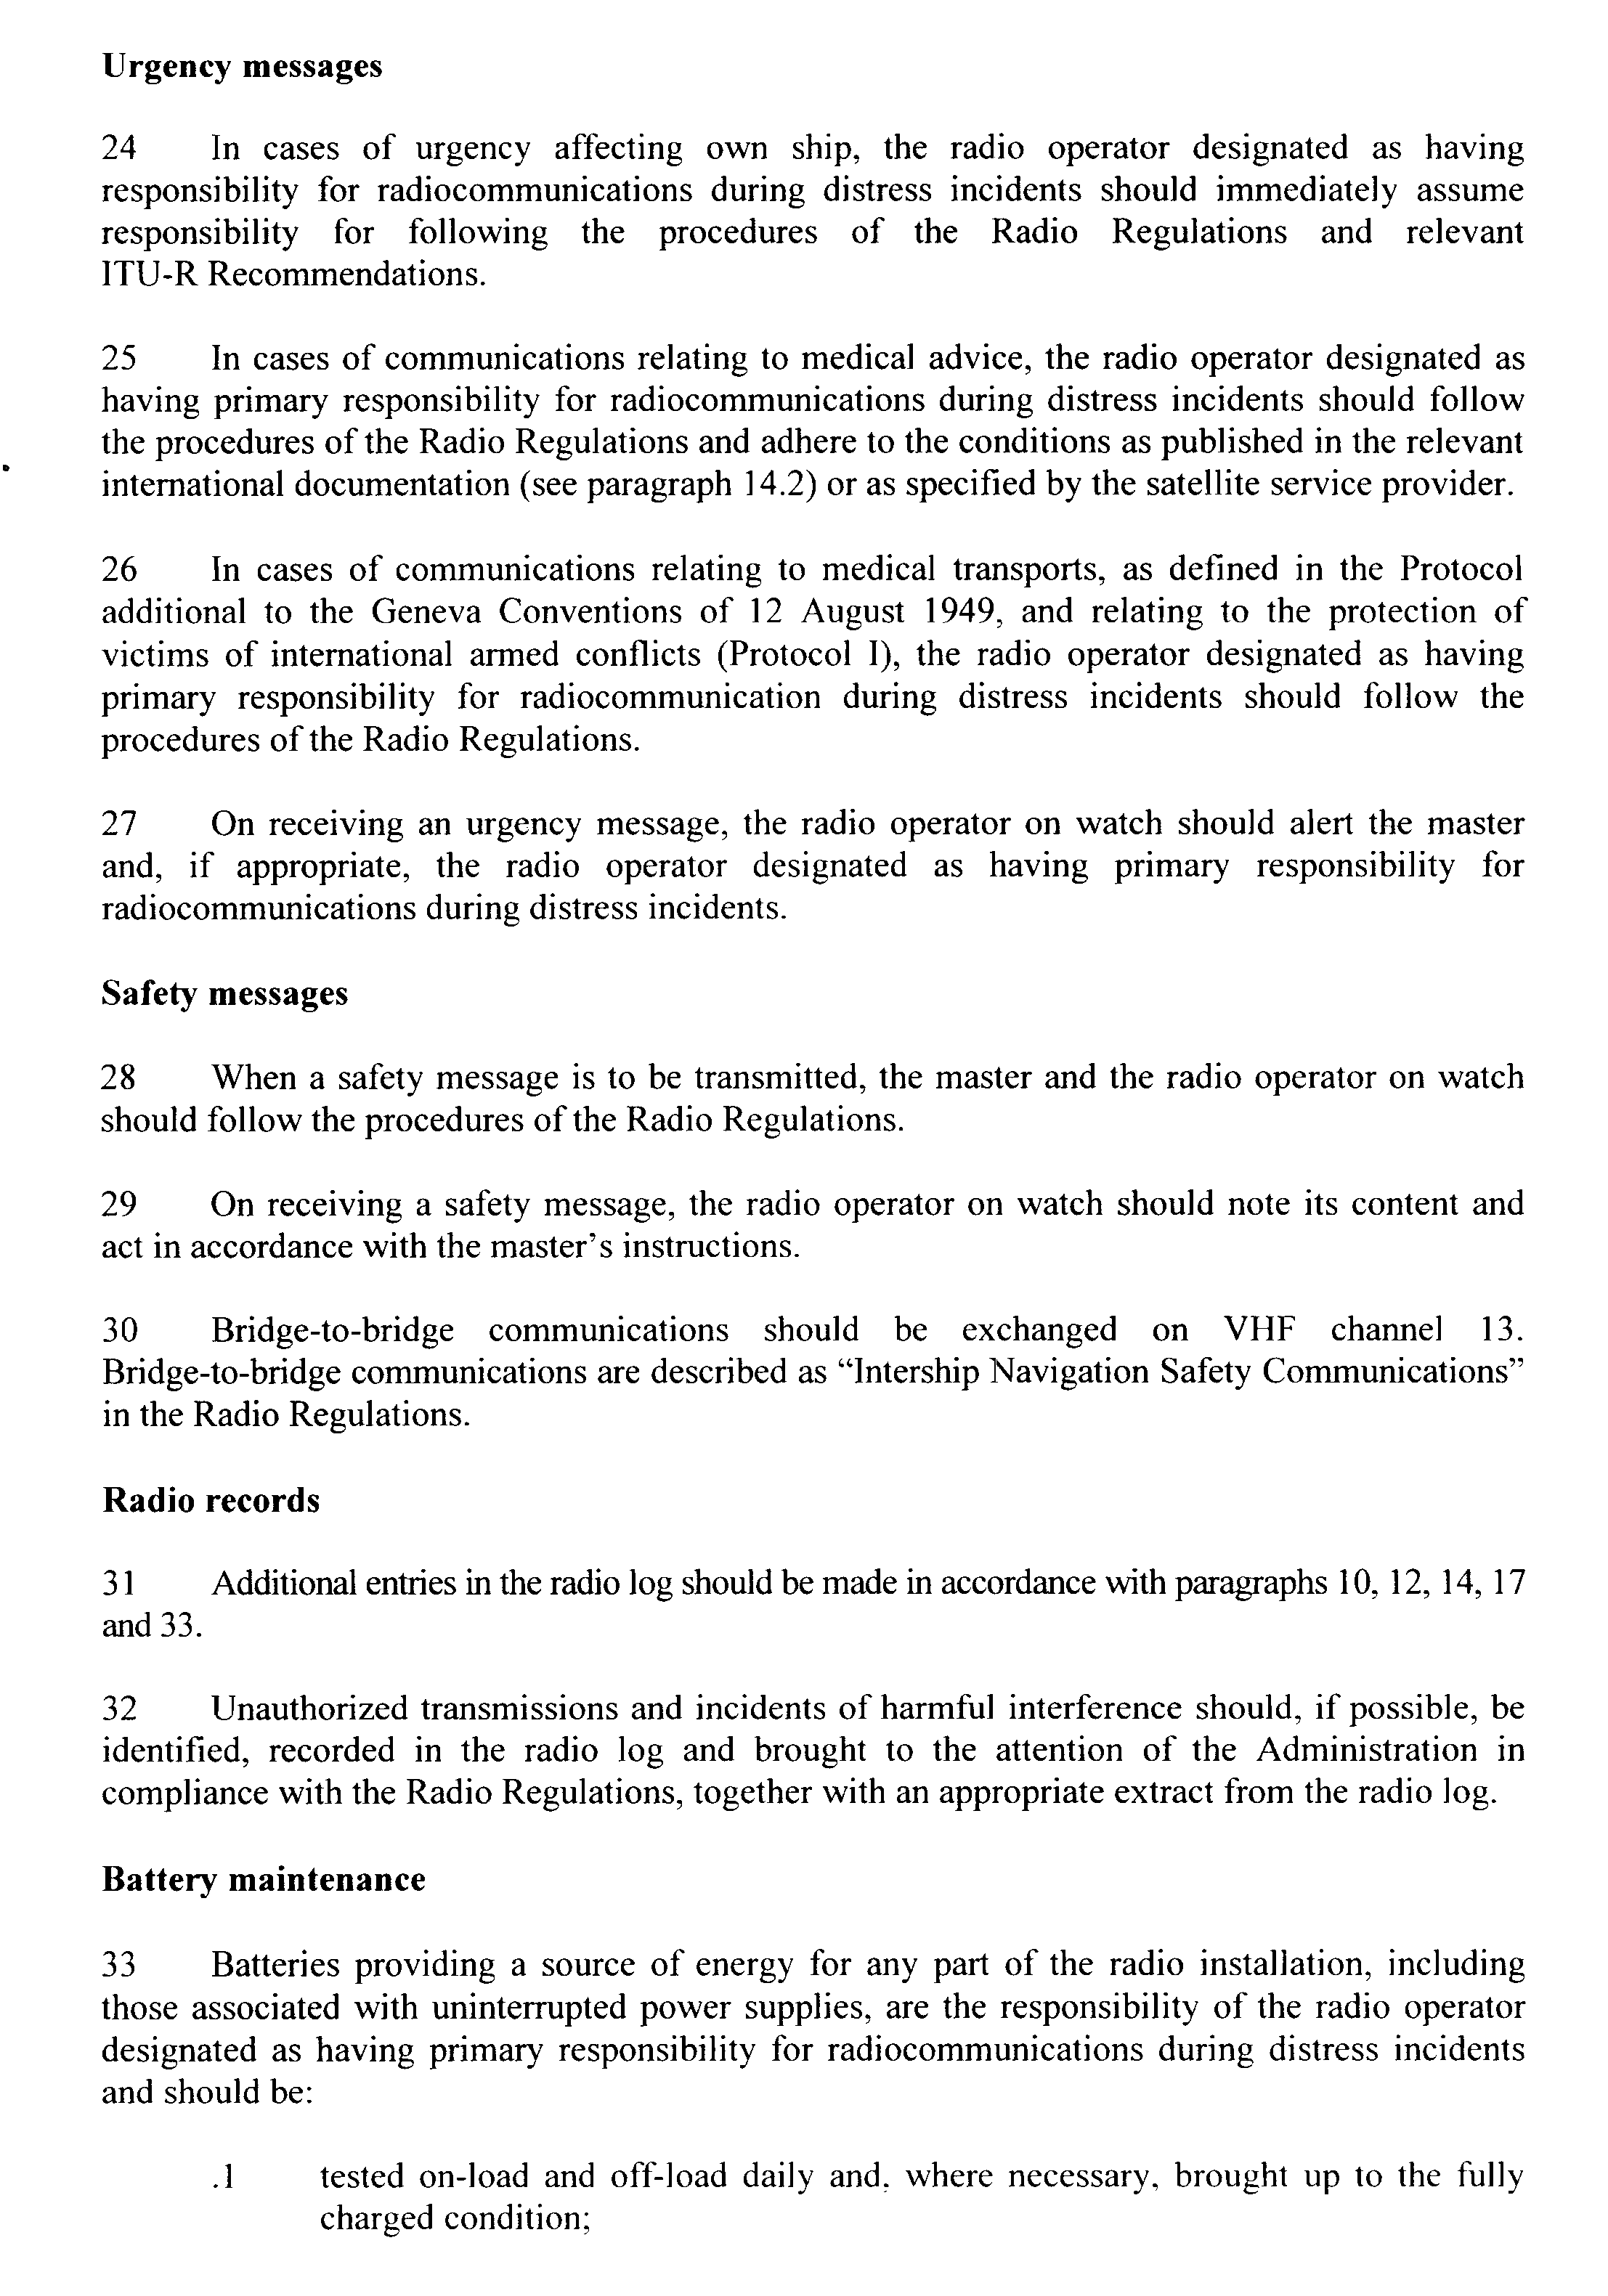 Urgency messages
24 In cases of urgency affecting own ship, the radio operator designated as having
responsibility for radiocommunications during distress incidents should immediately assume
responsibility for following the procedures of the Radio Regulations and relevant
ITU-R Recommendations.
25 In cases of communications relating to medical advice, the radio operator designated as
having primary responsibility for radiocommunications during distress incidents should follow
the procedures of the Radio Regulations and adhere to the conditions as published in the relevant
international documentation (see paragraph 14.2) or as specified by the satellite service provider.
26 In cases of communications relating to medical transports, as defined in the Protocol
additional to the Geneva Conventions of 12 August 1949, and relating to the protection of
victims of international armed conflicts (Protocol I), the radio operator designated as having
primary responsibility for radiocommunication during distress incidents should follow the
procedures of the Radio Regulations.
27 On receiving an urgency message, the radio operator on watch should alert the master
and, if appropriate, the radio operator designated as having primary responsibility for
radiocommunications during distress incidents.
Safety messages
28 When a safety message is to be transmitted, the master and the radio operator on watch
should follow the procedures of the Radio Regulations.
29 On receiving a safety message, the radio operator on watch should note its content and
act in accordance with the master's instructions.
30 Bridge-to-bridge communications should be exchanged on VHF channel 13.
Bridge-to-bridge communications are described as “Intership Navigation Safety Communications”
in the Radio Regulations.
Radio records
31 Additional entries in the radio log should be made in accordance with paragraphs 10, 12, 14, 17
and 33.
32 Unauthorized transmissions and incidents of harmful interference should, if possible, be
identified, recorded in the radio log and brought to the attention of the Administration in
compliance with the Radio Regulations, together with an appropriate extract from the radio log.
Battery maintenance
33 Batteries providing a source of energy for any part of the radio installation, including
those associated with uninterrupted power supplies, are the responsibility of the radio operator
designated as having primary responsibility for radiocommunications during distress incidents
and should be:
.1 tested on-load and off-load daily and, where necessary, brought up to the fully
charged condition;